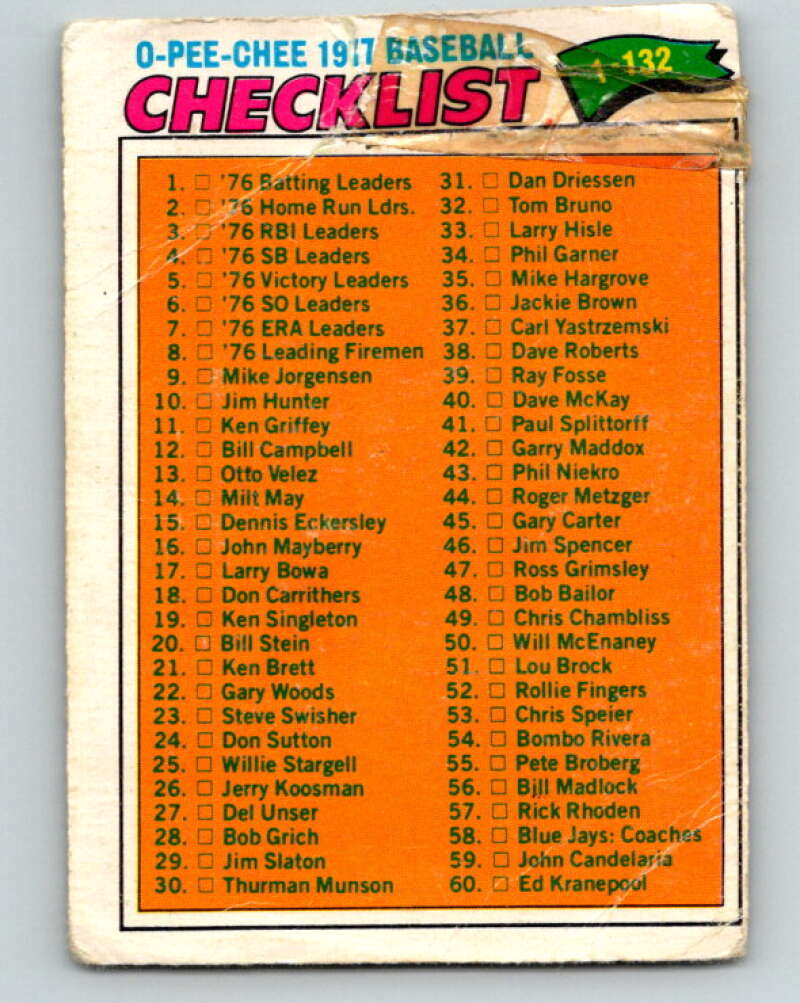 O-PEE-CHEE 1977 BASEBALL
CHECKLIST
1-132
1. '76 Batting Leaders
2. '76 Home Run Ldrs.
3. '76 RBI Leaders
4. '76 SB Leaders
5. '76 Victory Leaders
6. '76 SO Leaders
7. '76 ERA Leaders
8. '76 Leading Firemen
9. Mike Jorgensen
10. Jim Hunter
11. Ken Griffey
12. Bill Campbell
13. Otto Velez
14. Milt May
15. Dennis Eckersley
16. John Mayberry
17. Larry Bowa
18. Don Carrithers
19. Ken Singleton
20. Bill Stein
21. Ken Brett
22. Gary Woods
23. Steve Swisher
24. Don Sutton
25. Willie Stargell
26. Jerry Koosman
27. Del Unser
28. Bob Grich
29. Jim Slaton
30. Thurman Munson
31. Dan Driessen
32. Tom Bruno
33. Larry Hisle
34. Phil Garner
35. Mike Hargrove
36. Jackie Brown
37. Carl Yastrzemski
38. Dave Roberts
39. Ray Fosse
40. Dave McKay
41. Paul Splittorff
42. Garry Maddox
43. Phil Niekro
44. Roger Metzger
45. Gary Carter
46. Jim Spencer
47. Ross Grimsley
48. Bob Bailor
49. Chris Chambliss
50. Will McEnaney
51. Lou Brock
52. Rollie Fingers
53. Chris Speier
54. Bombo Rivera
55. Pete Broberg
56. Bill Madlock
57. Rick Rhoden
58. Blue Jays: Coaches
59. John Candelaria
60. Ed Kranepool